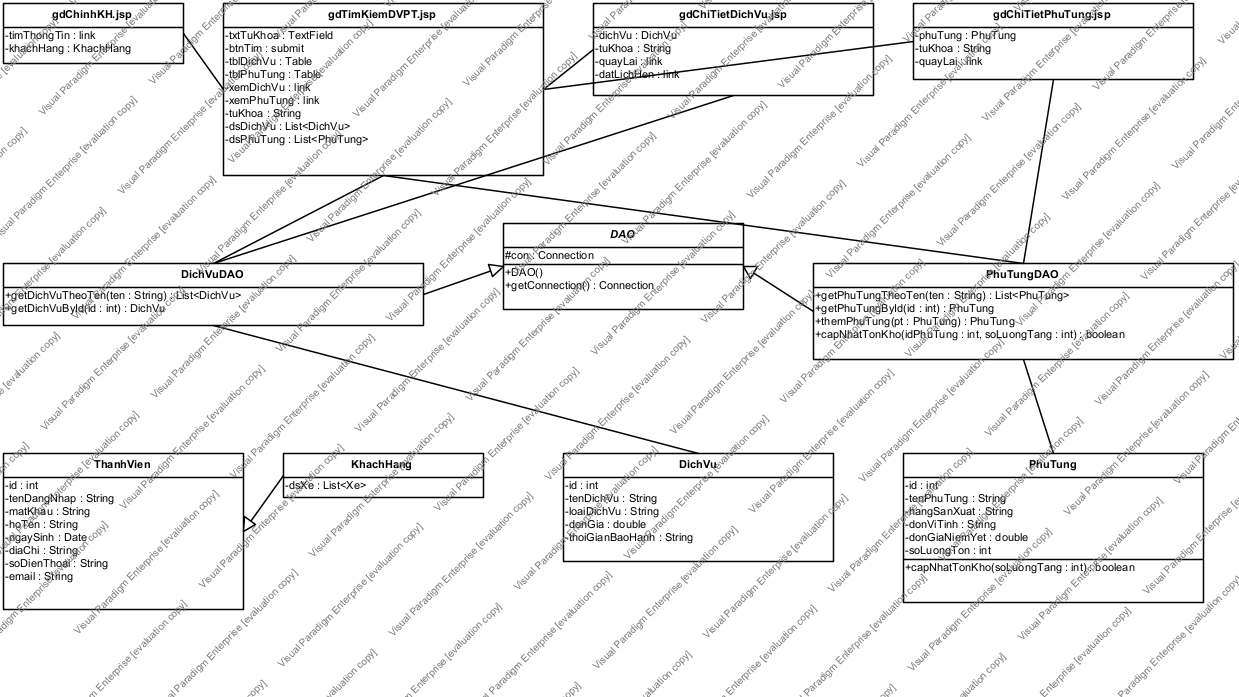 gdChinhKH.jsp
-timThongTin : link
-khachHang : KhachHang
gdTimKiemDVPT.jsp
-txtTuKhoa : TextField
-btnTim : submit
-tblDichVu : Table
-tblPhuTung : Table
-xemDichVu : link
-xemPhuTung : link
-tuKhoa : String
-dsDichVu : List<DichVu>
-dsPhuTung : List<PhuTung>
gdChiTietDichVu.jsp
-dichVu : DichVu
-tuKhoa : String
-quayLai : link
-datLichHen : link
gdChiTietPhuTung.jsp
-phuTung : PhuTung
-tuKhoa : String
-quayLai : link
DAO
#con : Connection
+DAO()
+getConnection() : Connection
DichVuDAO
+getDichVuTheoTen(ten : String) : List<DichVu>
+getDichVuById(id : int) : DichVu
PhuTungDAO
+getPhuTungTheoTen(ten : String) : List<PhuTung>
+getPhuTungById(id : int) : PhuTung
+themPhuTung(pt : PhuTung) : PhuTung
+capNhatTonKho(idPhuTung : int, soLuongTang : int) : boolean
ThanhVien
-id : int
-tenDangNhap : String
-matKhau : String
-hoTen : String
-ngaySinh : Date
-diaChi : String
-soDienThoai : String
-email : String
KhachHang
-dsXe : List<Xe>
DichVu
-id : int
-tenDichVu : String
-loaiDichVu : String
-donGia : double
-thoiGianBaoHanh : String
PhuTung
-id : int
-tenPhuTung : String
-hangSanXuat : String
-donViTinh : String
-donGiaNiemYet : double
-soLuongTon : int
+capNhatTonKho(soLuongTang : int) : boolean
Visual Paradigm Enterprise [evaluation copy]